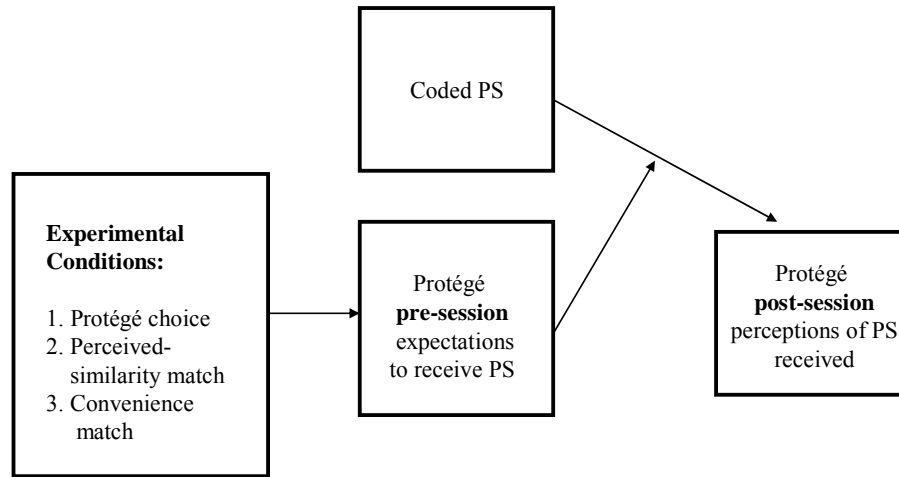 Coded PS
Experimental
Conditions:
1. Protégé choice
2. Perceived-
similarity match
3. Convenience
match
Protégé
pre-session
expectations
to receive PS
Protégé
post-session
perceptions of PS
received